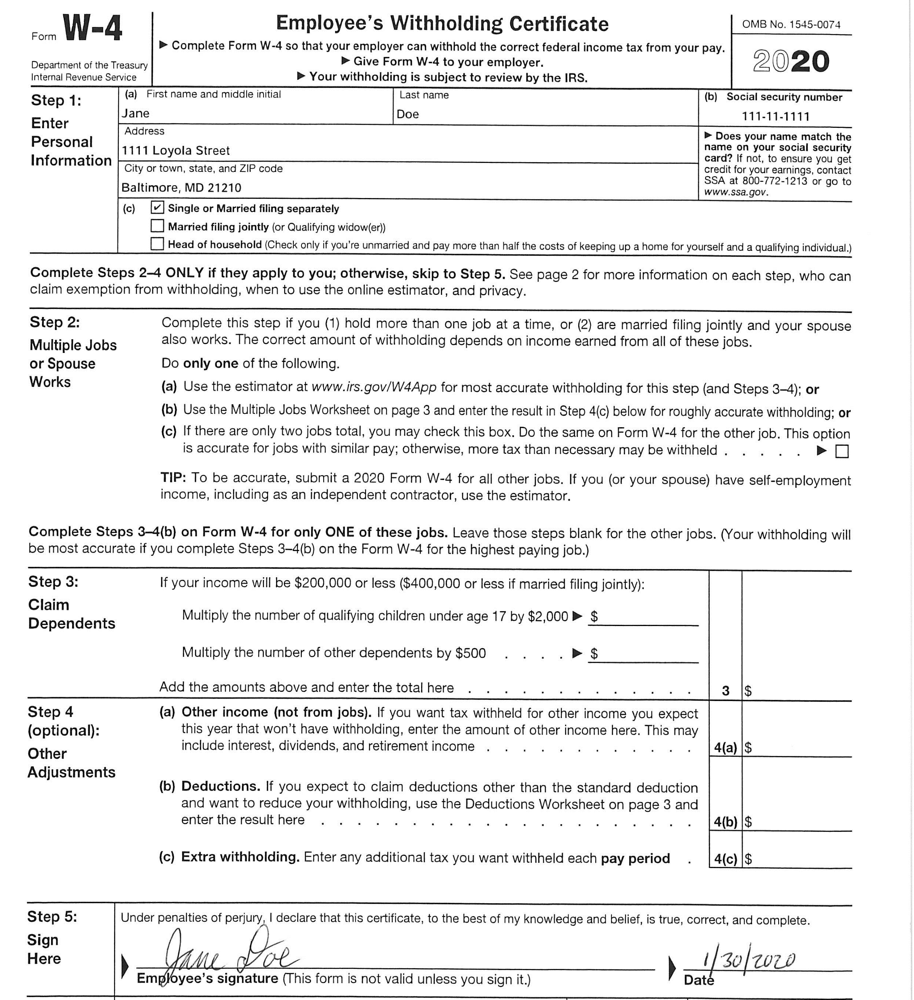 Form W-4
Department of the Treasury
Internal Revenue Service
Employee's Withholding Certificate
▶ Complete Form W-4 so that your employer can withhold the correct federal income tax from your pay.
▶ Give Form W-4 to your employer.
▶ Your withholding is subject to review by the IRS.
OMB No. 1545-0074
2020
Step 1:
Enter
Personal
Information
(a) First name and middle initial
Jane
Last name
Doe
(b) Social security number
111-11-1111
Address
1111 Loyola Street
City or town, state, and ZIP code
Baltimore, MD 21210
▶ Does your name match the
name on your social security
card? If not, to ensure you get
credit for your earnings, contact
SSA at 800-772-1213 or go to
www.ssa.gov.
(c) ✔ Single or Married filing separately
Married filing jointly (or Qualifying widow(er))
Head of household (Check only if you're unmarried and pay more than half the costs of keeping up a home for yourself and a qualifying individual.)
Complete Steps 2–4 ONLY if they apply to you; otherwise, skip to Step 5. See page 2 for more information on each step, who can
claim exemption from withholding, when to use the online estimator, and privacy.
Step 2:
Multiple Jobs
or Spouse
Works
Complete this step if you (1) hold more than one job at a time, or (2) are married filing jointly and your spouse
also works. The correct amount of withholding depends on income earned from all of these jobs.
Do only one of the following.
(a) Use the estimator at www.irs.gov/W4App for most accurate withholding for this step (and Steps 3–4); or
(b) Use the Multiple Jobs Worksheet on page 3 and enter the result in Step 4(c) below for roughly accurate withholding; or
(c) If there are only two jobs total, you may check this box. Do the same on Form W-4 for the other job. This option
is accurate for jobs with similar pay; otherwise, more tax than necessary may be withheld . . . . . ▶
TIP: To be accurate, submit a 2020 Form W-4 for all other jobs. If you (or your spouse) have self-employment
income, including as an independent contractor, use the estimator.
Complete Steps 3–4(b) on Form W-4 for only ONE of these jobs. Leave those steps blank for the other jobs. (Your withholding will
be most accurate if you complete Steps 3–4(b) on the Form W-4 for the highest paying job.)
Step 3:
Claim
Dependents
If your income will be $200,000 or less ($400,000 or less if married filing jointly):
Multiply the number of qualifying children under age 17 by $2,000 ▶ $
Multiply the number of other dependents by $500 . . . . ▶ $
Add the amounts above and enter the total here . . . . . . . . . . . . . 3 $
Step 4
(optional):
Other
Adjustments
(a) Other income (not from jobs). If you want tax withheld for other income you expect
this year that won't have withholding, enter the amount of other income here. This may
include interest, dividends, and retirement income . . . . . . . . . . . . 4(a) $
(b) Deductions. If you expect to claim deductions other than the standard deduction
and want to reduce your withholding, use the Deductions Worksheet on page 3 and
enter the result here . . . . . . . . . . . . . . . . . . . . . 4(b) $
(c) Extra withholding. Enter any additional tax you want withheld each pay period . 4(c) $
Step 5:
Sign
Here
Under penalties of perjury, I declare that this certificate, to the best of my knowledge and belief, is true, correct, and complete.
Jane Doe
1/30/2020
Employee's signature (This form is not valid unless you sign it.)
Date